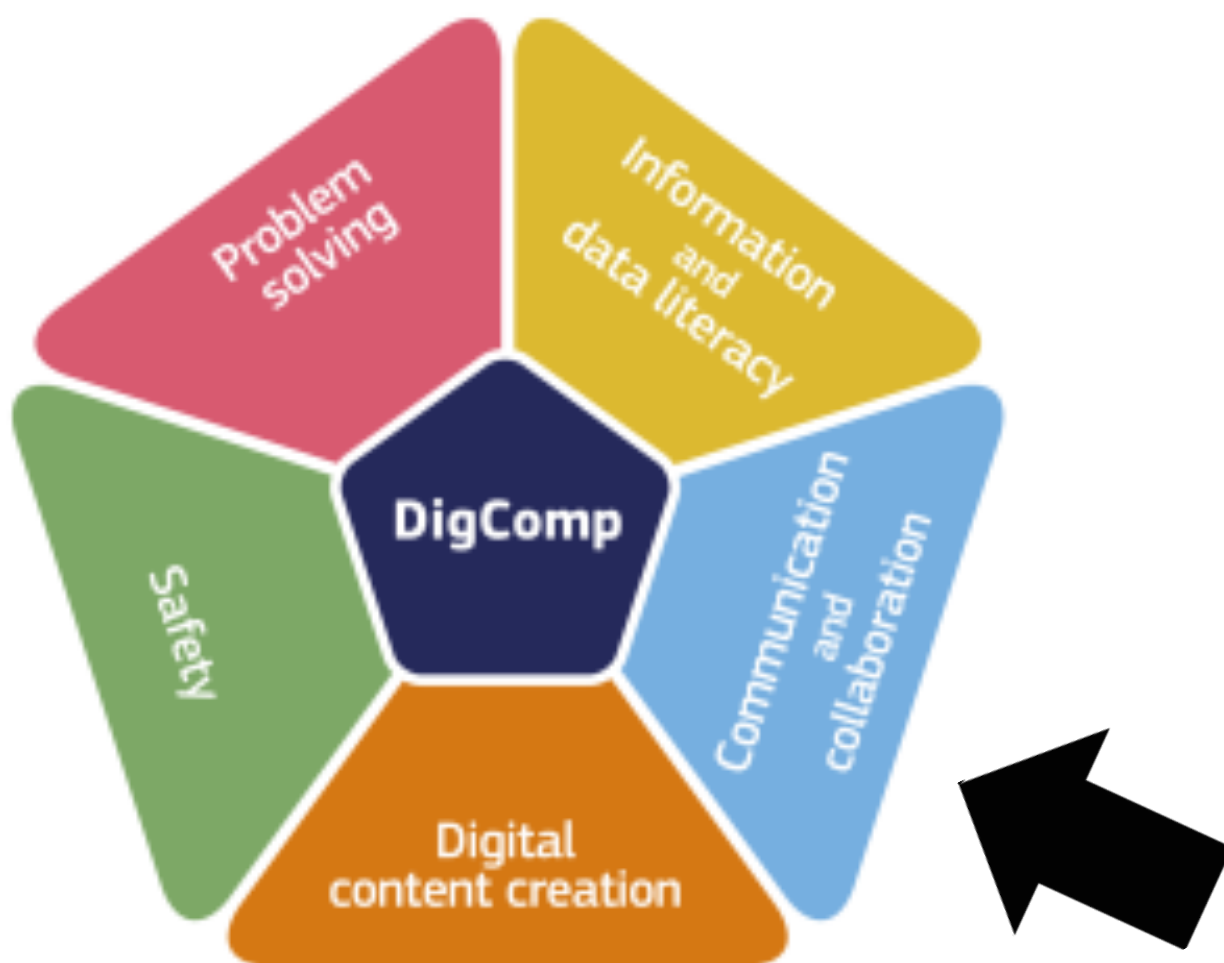 Problem
solving
Information
and
data literacy
DigComp
Communication
and
collaboration
Safety
Digital
content creation